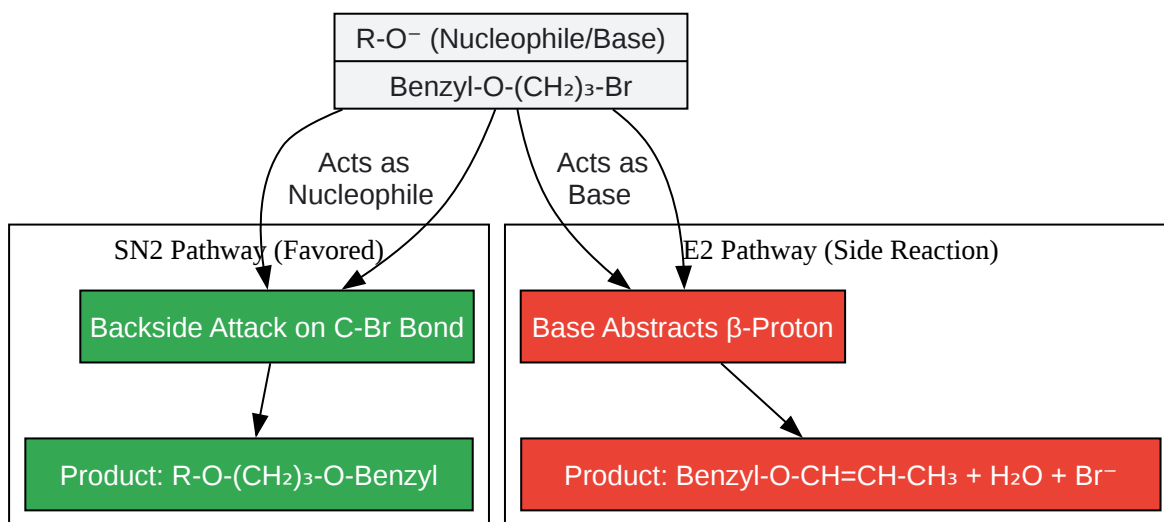 R-O⁻ (Nucleophile/Base)
Benzyl-O-(CH₂)₃-Br
Acts as
Nucleophile
Acts as
Base
SN2 Pathway (Favored)
Backside Attack on C-Br Bond
Product: R-O-(CH₂)₃-O-Benzyl
E2 Pathway (Side Reaction)
Base Abstracts β-Proton
Product: Benzyl-O-CH=CH-CH₃ + H₂O + Br⁻